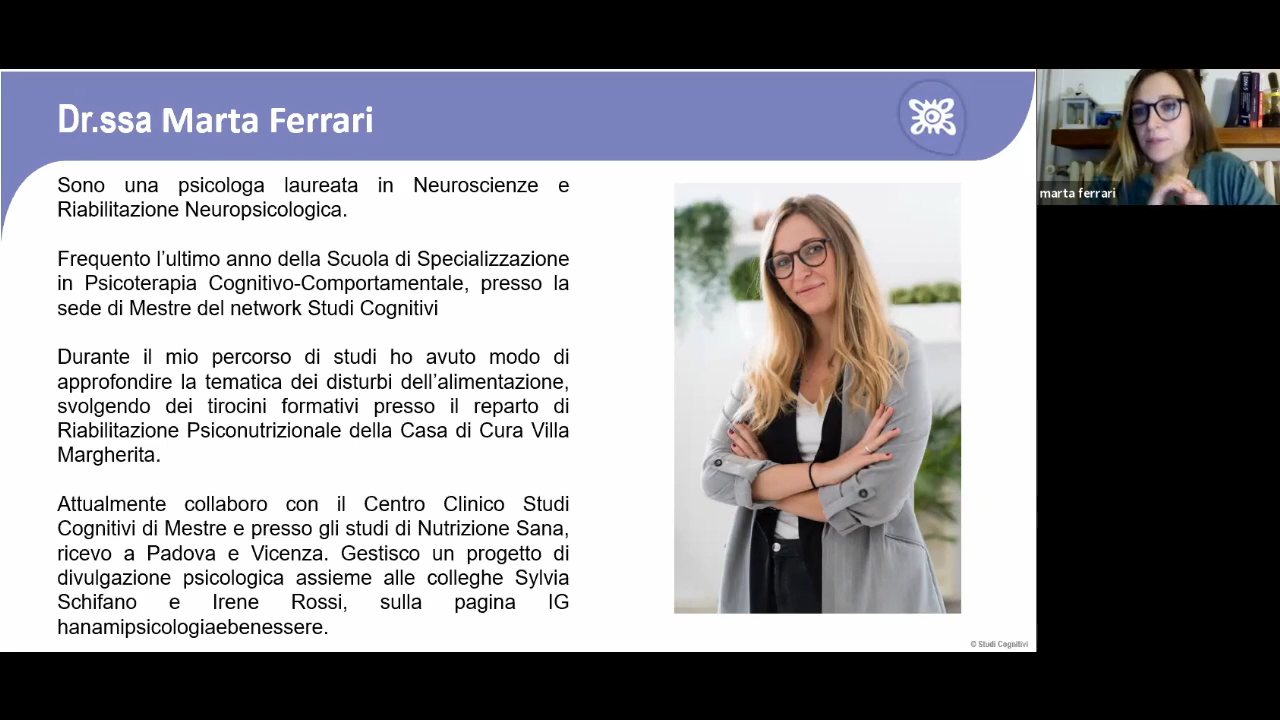 Dr.ssa Marta Ferrari
Sono una psicologa laureata in Neuroscienze e
Riabilitazione Neuropsicologica.
Frequento l’ultimo anno della Scuola di Specializzazione
in Psicoterapia Cognitivo-Comportamentale, presso la
sede di Mestre del network Studi Cognitivi
Durante il mio percorso di studi ho avuto modo di
approfondire la tematica dei disturbi dell’alimentazione,
svolgendo dei tirocini formativi presso il reparto di
Riabilitazione Psiconutrizionale della Casa di Cura Villa
Margherita.
Attualmente collaboro con il Centro Clinico Studi
Cognitivi di Mestre e presso gli studi di Nutrizione Sana,
ricevo a Padova e Vicenza. Gestisco un progetto di
divulgazione psicologica assieme alle colleghe Sylvia
Schifano e Irene Rossi, sulla pagina IG
hanamipsicologiaebenessere.
© Studi Cognitivi
marta ferrari